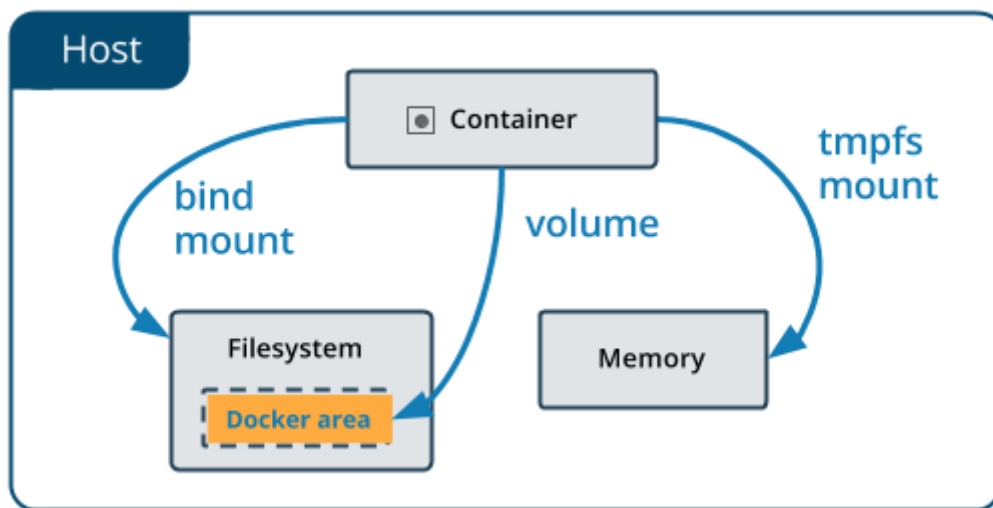 Host
Container
bind
mount
volume
tmpfs
mount
Filesystem
Docker area
Memory